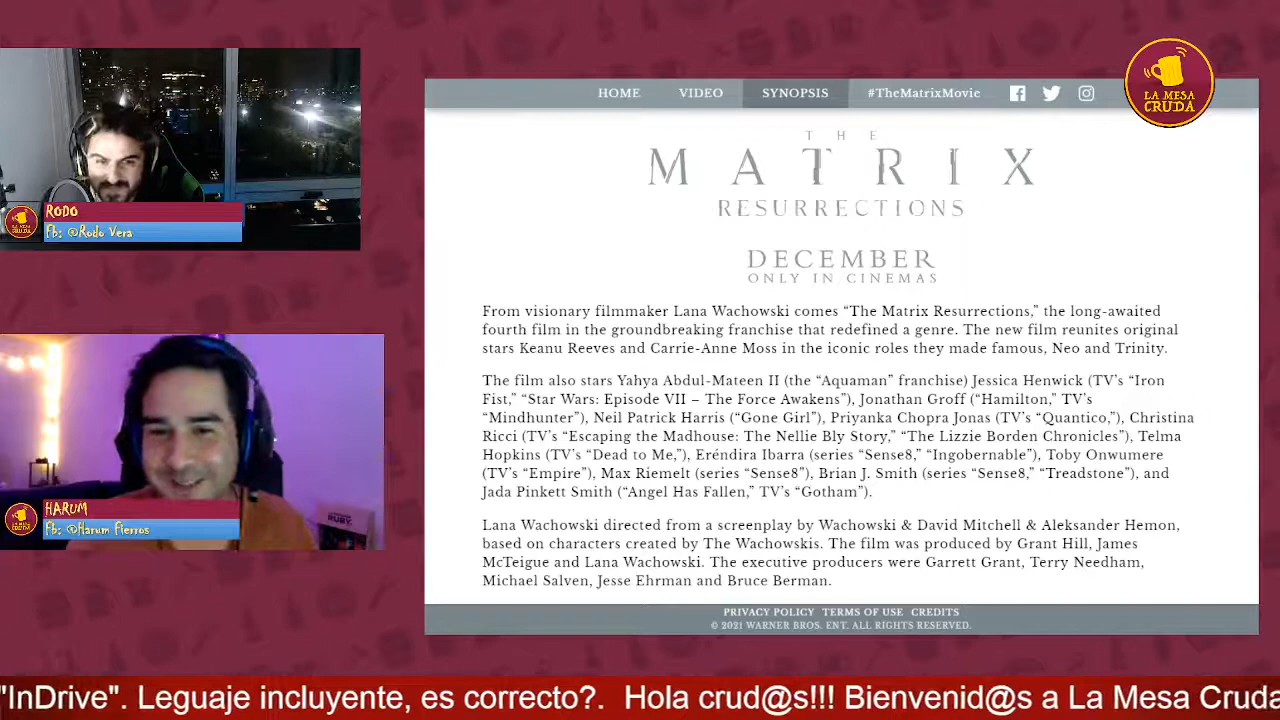 HOME VIDEO SYNOPSIS #TheMatrixMovie
LA MESA
CRUDA
THE
MATRIX
RESURRECTIONS
DECEMBER
ONLY IN CINEMAS
From visionary filmmaker Lana Wachowski comes “The Matrix Resurrections,” the long-awaited
fourth film in the groundbreaking franchise that redefined a genre. The new film reunites original
stars Keanu Reeves and Carrie-Anne Moss in the iconic roles they made famous, Neo and Trinity.
The film also stars Yahya Abdul-Mateen II (the “Aquaman” franchise) Jessica Henwick (TV’s “Iron
Fist,” “Star Wars: Episode VII – The Force Awakens”), Jonathan Groff (“Hamilton,” TV’s
“Mindhunter”), Neil Patrick Harris (“Gone Girl”), Priyanka Chopra Jonas (TV’s “Quantico,”), Christina
Ricci (TV’s “Escaping the Madhouse: The Nellie Bly Story,” “The Lizzie Borden Chronicles”), Telma
Hopkins (TV’s “Dead to Me,”), Eréndira Ibarra (series “Sense8,” “Ingobernable”), Toby Onwumere
(TV’s “Empire”), Max Riemelt (series “Sense8”), Brian J. Smith (series “Sense8,” “Treadstone”), and
Jada Pinkett Smith (“Angel Has Fallen,” TV’s “Gotham”).
Lana Wachowski directed from a screenplay by Wachowski & David Mitchell & Aleksander Hemon,
based on characters created by The Wachowskis. The film was produced by Grant Hill, James
McTeigue and Lana Wachowski. The executive producers were Garrett Grant, Terry Needham,
Michael Salven, Jesse Ehrman and Bruce Berman.
PRIVACY POLICY TERMS OF USE CREDITS
© 2021 WARNER BROS. ENT. ALL RIGHTS RESERVED.
RODO
Fb: @Rodo Vera
HARUM
Fb: @Harum Fierros
RUBY
"InDrive". Leguaje incluyente, es correcto?. Hola crud@s!!! Bienvenid@s a La Mesa Cruda